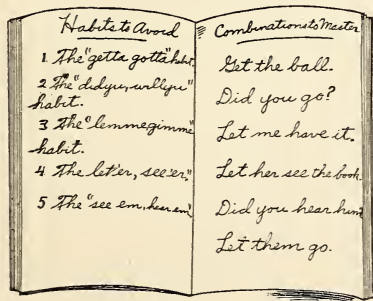 Habits to Avoid
1. The "getta gotta" habit.
2 The "didyu, willyu"
habit.
3 The "lemmegimme"
habit.
4 The let'er, see'er."
5 The "see em, hear em"
Combinations to Master
Get the ball.
Did you go?
Let me have it.
Let her see the book.
Did you hear him?
Let them go.